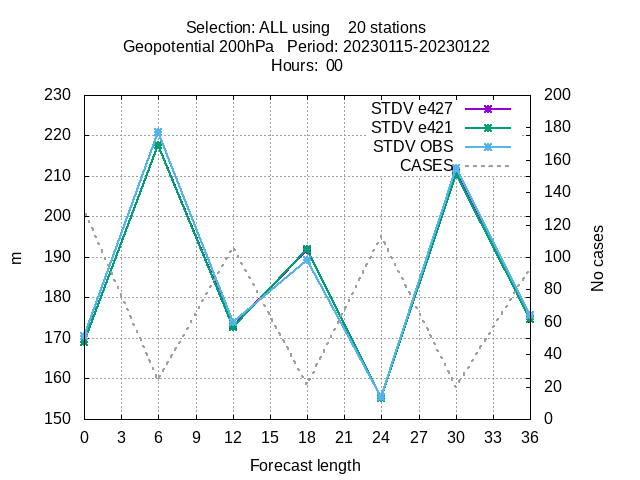 Selection: ALL using    20 stations
Geopotential 200hPa   Period: 20230115-20230122
Hours:  00
230
220
210
200
190
180
170
160
150
200
180
160
140
120
100
80
60
40
20
0
STDV e427
STDV e421
STDV OBS
CASES
m
No cases
0 3 6 9 12 15 18 21 24 27 30 33 36
Forecast length